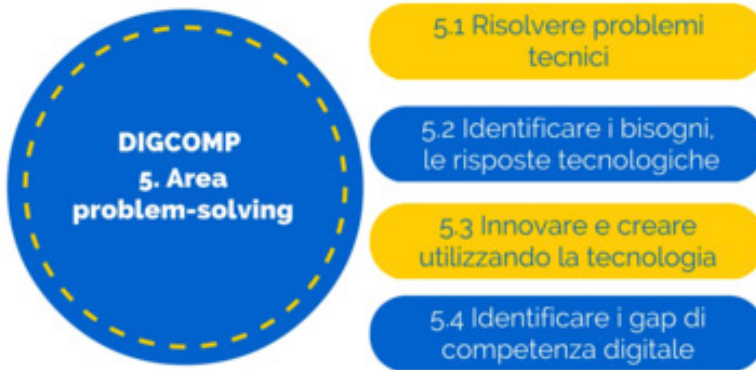 DIGCOMP
5. Area
problem-solving
5.1 Risolvere problemi
tecnici
5.2 Identificare i bisogni,
le risposte tecnologiche
5.3 Innovare e creare
utilizzando la tecnologia
5.4 Identificare i gap di
competenza digitale